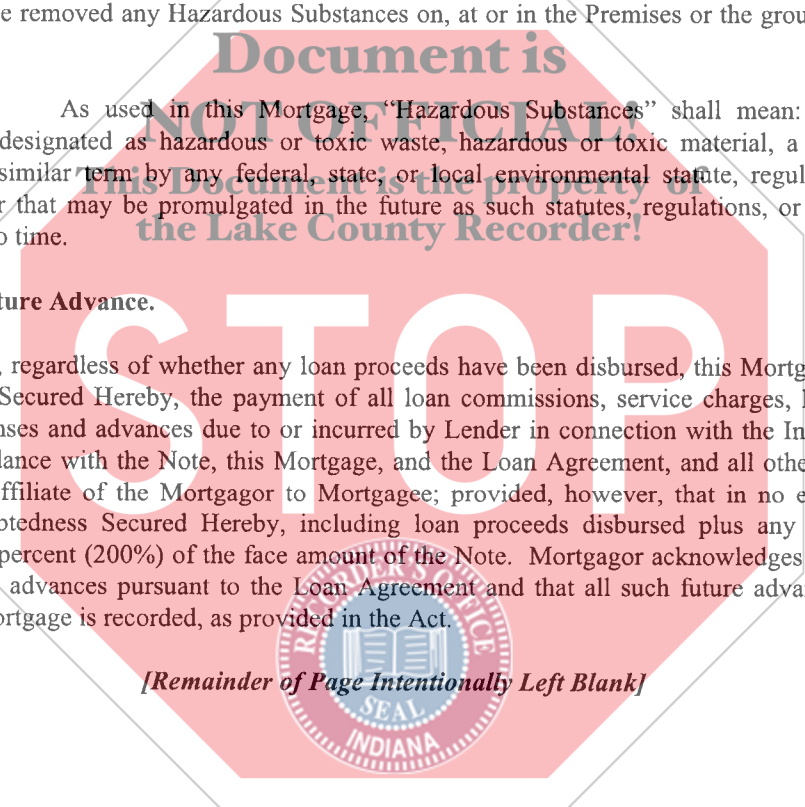 e removed any Hazardous Substances on, at or in the Premises or the grou
Document is
NOT OFFICIAL!
As used in this Mortgage, “Hazardous Substances” shall mean:
designated as hazardous or toxic waste, hazardous or toxic material, a
similar term by any federal, state, or local environmental statute, regul
This Document is the property of
r that may be promulgated in the future as such statutes, regulations, or
the Lake County Recorder!
o time.
ture Advance.
STOP
, regardless of whether any loan proceeds have been disbursed, this Mortg
Secured Hereby, the payment of all loan commissions, service charges, l
nses and advances due to or incurred by Lender in connection with the In
dance with the Note, this Mortgage, and the Loan Agreement, and all othe
ffiliate of the Mortgagor to Mortgagee; provided, however, that in no e
btedness Secured Hereby, including loan proceeds disbursed plus any
percent (200%) of the face amount of the Note. Mortgagor acknowledges
advances pursuant to the Loan Agreement and that all such future advan
ortgage is recorded, as provided in the Act.
[Remainder of Page Intentionally Left Blank]
RECORDER'S OFFICE
SEAL
INDIANA